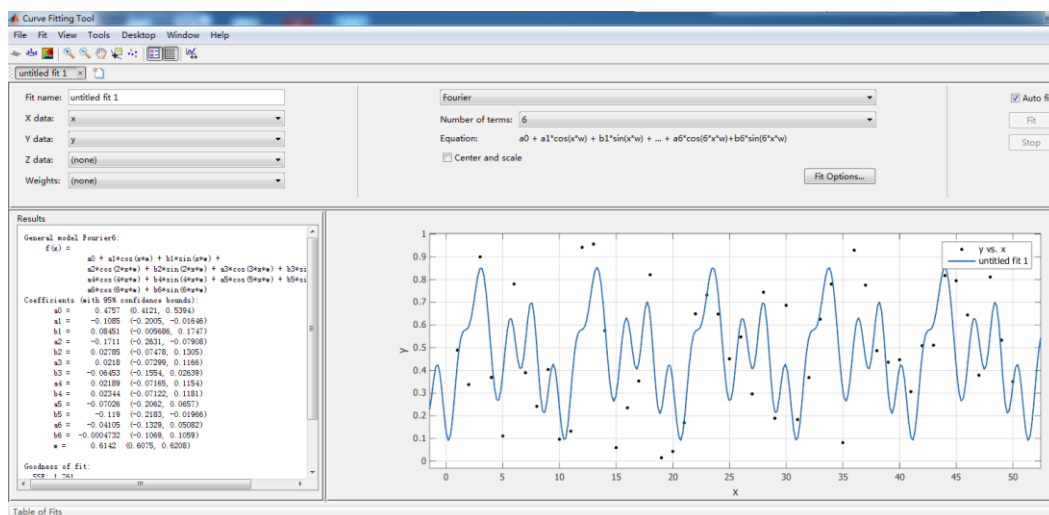 Curve Fitting Tool
File Fit View Tools Desktop Window Help
untitled fit 1
Fit name: untitled fit 1
X data: x
Y data: y
Z data: (none)
Weights: (none)
Fourier
Number of terms: 6
Equation: a0 + a1*cos(x*w) + b1*sin(x*w) + ... + a6*cos(6*x*w)+b6*sin(6*x*w)
Center and scale
Fit Options...
Auto fi
Fit
Stop
Results
General model Fourier6:
f(x) =
a0 + a1*cos(x*w) + b1*sin(x*w) +
a2*cos(2*x*w) + b2*sin(2*x*w) + a3*cos(3*x*w) + b3*si
a4*cos(4*x*w) + b4*sin(4*x*w) + a5*cos(5*x*w) + b5*si
a6*cos(6*x*w) + b6*sin(6*x*w)
Coefficients (with 95% confidence bounds):
a0 = 0.4757 (0.4121, 0.5394)
a1 = -0.1085 (-0.2005, -0.01646)
b1 = 0.08451 (-0.005686, 0.1747)
a2 = -0.1711 (-0.2631, -0.07908)
b2 = 0.02785 (-0.07478, 0.1305)
a3 = 0.0218 (-0.07299, 0.1166)
b3 = -0.06453 (-0.1554, 0.02639)
a4 = 0.02189 (-0.07165, 0.1154)
b4 = 0.02344 (-0.07122, 0.1181)
a5 = -0.07026 (-0.2062, 0.0657)
b5 = -0.119 (-0.2183, -0.01966)
a6 = -0.04105 (-0.1329, 0.05082)
b6 = -0.0004732 (-0.1069, 0.1059)
w = 0.6142 (0.6075, 0.6208)
Goodness of fit:
SSE: 1.761
y vs. x
untitled fit 1
1
0.9
0.8
0.7
0.6
0.5
0.4
0.3
0.2
0.1
0
y
0 5 10 15 20 25 30 35 40 45 50
x
Table of Fits